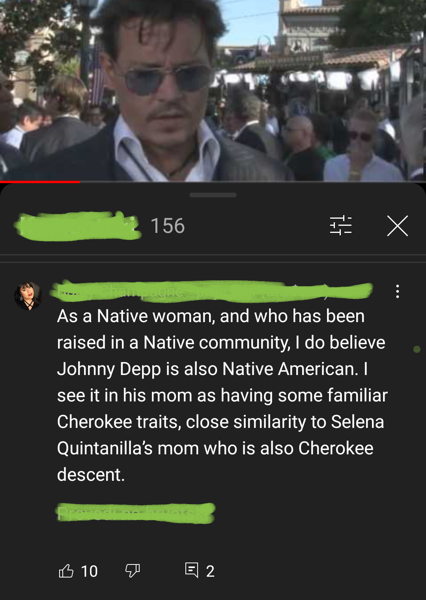 156
As a Native woman, and who has been
raised in a Native community, I do believe
Johnny Depp is also Native American. I
see it in his mom as having some familiar
Cherokee traits, close similarity to Selena
Quintanilla's mom who is also Cherokee
descent.
10
2